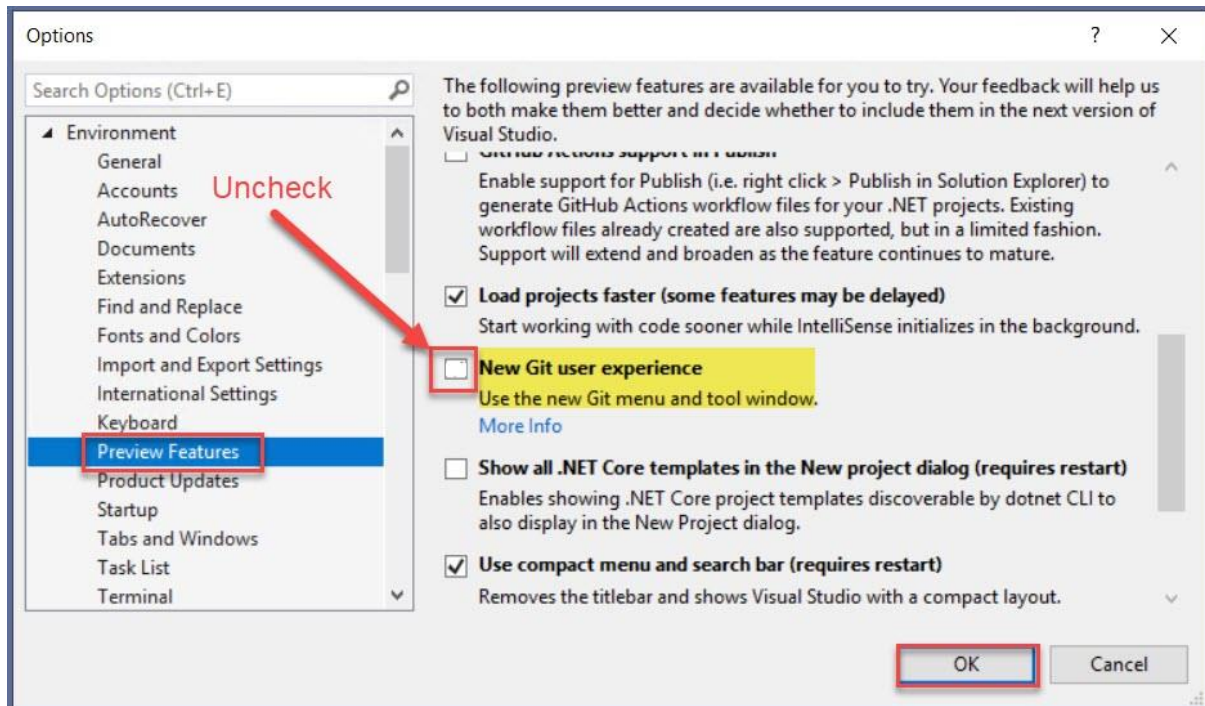 Options
?
Search Options (Ctrl+E)
Environment
General
Accounts
AutoRecover
Documents
Extensions
Find and Replace
Fonts and Colors
Import and Export Settings
International Settings
Keyboard
Preview Features
Product Updates
Startup
Tabs and Windows
Task List
Terminal
Uncheck
The following preview features are available for you to try. Your feedback will help us
to both make them better and decide whether to include them in the next version of
Visual Studio.
GitHub Actions support in Publish
Enable support for Publish (i.e. right click > Publish in Solution Explorer) to
generate GitHub Actions workflow files for your .NET projects. Existing
workflow files already created are also supported, but in a limited fashion.
Support will extend and broaden as the feature continues to mature.
Load projects faster (some features may be delayed)
Start working with code sooner while IntelliSense initializes in the background.
New Git user experience
Use the new Git menu and tool window.
More Info
Show all .NET Core templates in the New project dialog (requires restart)
Enables showing .NET Core project templates discoverable by dotnet CLI to
also display in the New Project dialog.
Use compact menu and search bar (requires restart)
Removes the titlebar and shows Visual Studio with a compact layout.
OK
Cancel